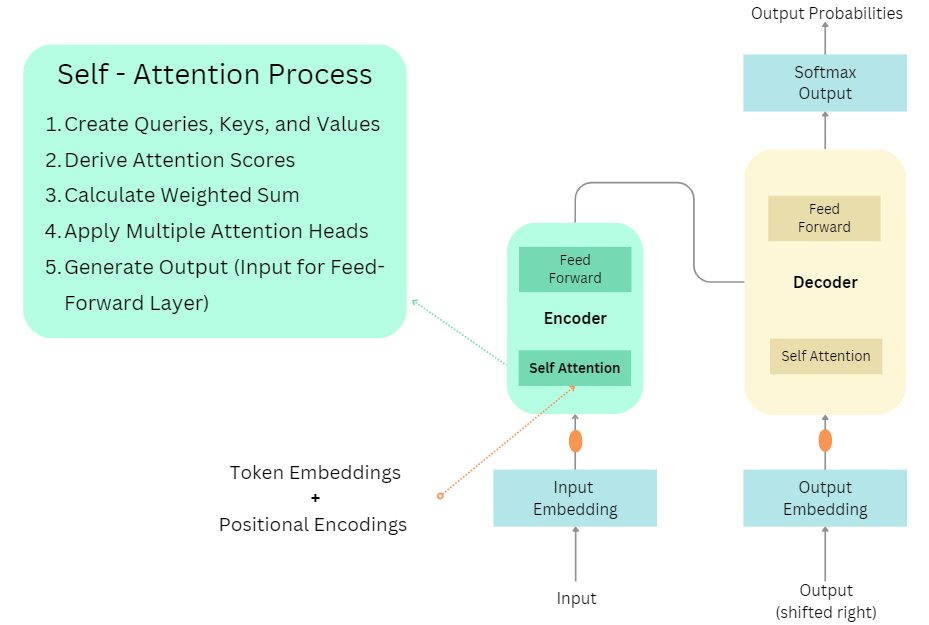 Output Probabilities
Softmax
Output
Self - Attention Process
1. Create Queries, Keys, and Values
2. Derive Attention Scores
3. Calculate Weighted Sum
4. Apply Multiple Attention Heads
5. Generate Output (Input for Feed-
Forward Layer)
Feed
Forward
Encoder
Self Attention
Feed
Forward
Decoder
Self Attention
Token Embeddings
+
Positional Encodings
Input
Embedding
Output
Embedding
Input
Output
(shifted right)